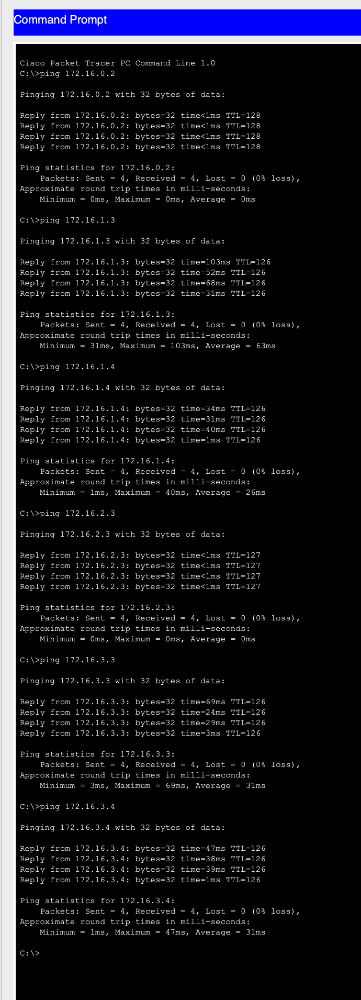 Command Prompt
Cisco Packet Tracer PC Command Line 1.0
C:\>ping 172.16.0.2
Pinging 172.16.0.2 with 32 bytes of data:
Reply from 172.16.0.2: bytes=32 time<1ms TTL=128
Reply from 172.16.0.2: bytes=32 time<1ms TTL=128
Reply from 172.16.0.2: bytes=32 time<1ms TTL=128
Reply from 172.16.0.2: bytes=32 time<1ms TTL=128
Ping statistics for 172.16.0.2:
    Packets: Sent = 4, Received = 4, Lost = 0 (0% loss),
Approximate round trip times in milli-seconds:
    Minimum = 0ms, Maximum = 0ms, Average = 0ms
C:\>ping 172.16.1.3
Pinging 172.16.1.3 with 32 bytes of data:
Reply from 172.16.1.3: bytes=32 time=103ms TTL=126
Reply from 172.16.1.3: bytes=32 time=52ms TTL=126
Reply from 172.16.1.3: bytes=32 time=68ms TTL=126
Reply from 172.16.1.3: bytes=32 time=31ms TTL=126
Ping statistics for 172.16.1.3:
    Packets: Sent = 4, Received = 4, Lost = 0 (0% loss),
Approximate round trip times in milli-seconds:
    Minimum = 31ms, Maximum = 103ms, Average = 63ms
C:\>ping 172.16.1.4
Pinging 172.16.1.4 with 32 bytes of data:
Reply from 172.16.1.4: bytes=32 time=34ms TTL=126
Reply from 172.16.1.4: bytes=32 time=31ms TTL=126
Reply from 172.16.1.4: bytes=32 time=40ms TTL=126
Reply from 172.16.1.4: bytes=32 time=1ms TTL=126
Ping statistics for 172.16.1.4:
    Packets: Sent = 4, Received = 4, Lost = 0 (0% loss),
Approximate round trip times in milli-seconds:
    Minimum = 1ms, Maximum = 40ms, Average = 26ms
C:\>ping 172.16.2.3
Pinging 172.16.2.3 with 32 bytes of data:
Reply from 172.16.2.3: bytes=32 time<1ms TTL=127
Reply from 172.16.2.3: bytes=32 time<1ms TTL=127
Reply from 172.16.2.3: bytes=32 time<1ms TTL=127
Reply from 172.16.2.3: bytes=32 time<1ms TTL=127
Ping statistics for 172.16.2.3:
    Packets: Sent = 4, Received = 4, Lost = 0 (0% loss),
Approximate round trip times in milli-seconds:
    Minimum = 0ms, Maximum = 0ms, Average = 0ms
C:\>ping 172.16.3.3
Pinging 172.16.3.3 with 32 bytes of data:
Reply from 172.16.3.3: bytes=32 time=69ms TTL=126
Reply from 172.16.3.3: bytes=32 time=24ms TTL=126
Reply from 172.16.3.3: bytes=32 time=29ms TTL=126
Reply from 172.16.3.3: bytes=32 time=3ms TTL=126
Ping statistics for 172.16.3.3:
    Packets: Sent = 4, Received = 4, Lost = 0 (0% loss),
Approximate round trip times in milli-seconds:
    Minimum = 3ms, Maximum = 69ms, Average = 31ms
C:\>ping 172.16.3.4
Pinging 172.16.3.4 with 32 bytes of data:
Reply from 172.16.3.4: bytes=32 time=47ms TTL=126
Reply from 172.16.3.4: bytes=32 time=38ms TTL=126
Reply from 172.16.3.4: bytes=32 time=39ms TTL=126
Reply from 172.16.3.4: bytes=32 time=1ms TTL=126
Ping statistics for 172.16.3.4:
    Packets: Sent = 4, Received = 4, Lost = 0 (0% loss),
Approximate round trip times in milli-seconds:
    Minimum = 1ms, Maximum = 47ms, Average = 31ms
C:\>